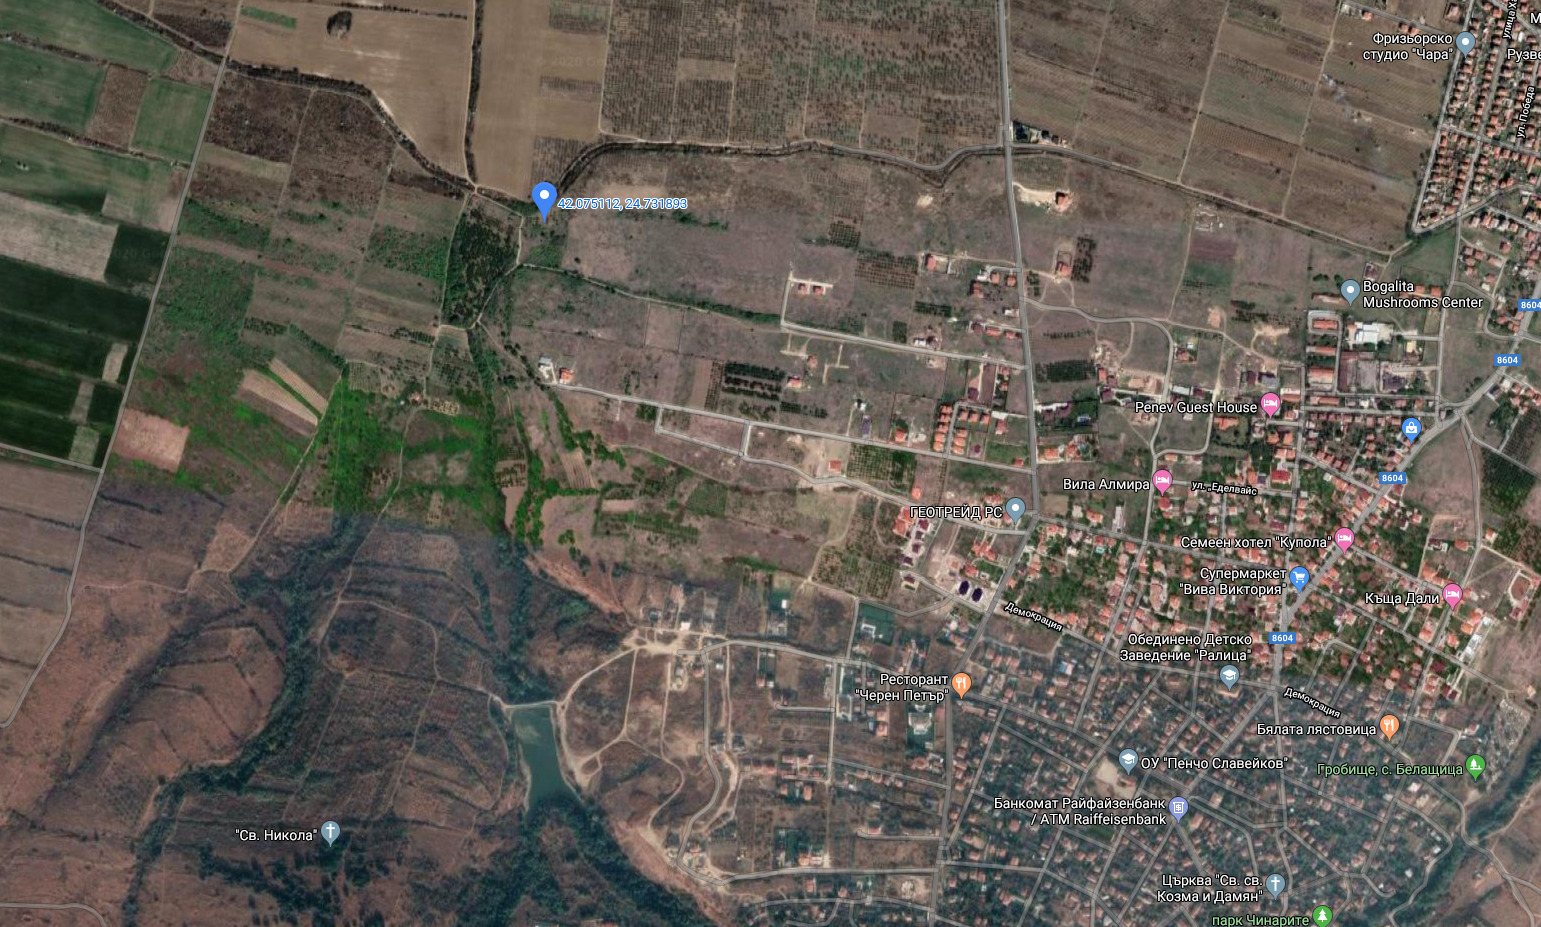 Фризьорско
студио "Чара"
Рузве
ул. Победа
42.075112, 24.731893
Bogalita
Mushrooms Center
8604
8604
Penev Guest House
8604
Вила Алмира
ул. „Еделвайс
ГЕОТРЕЙД РС
Семеен хотел "Купола"
Супермаркет
"Вива Виктория"
Къща Дали
Демокрация
8604
Обединено Детско
Заведение "Ралица"
Ресторант
"Черен Петър"
Демокрация
Бялата лястовица
ОУ "Пенчо Славейков"
Гробище, с. Белащица
Банкомат Райфайзенбанк
/ ATM Raiffeisenbank
"Св. Никола"
Църква "Св. св.
Козма и Дамян"
парк Чинарите